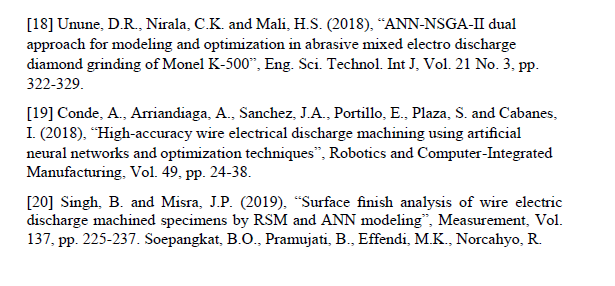 [18] Unune, D.R., Nirala, C.K. and Mali, H.S. (2018), “ANN-NSGA-II dual
approach for modeling and optimization in abrasive mixed electro discharge
diamond grinding of Monel K-500”, Eng. Sci. Technol. Int J, Vol. 21 No. 3, pp.
322-329.
[19] Conde, A., Arriandiaga, A., Sanchez, J.A., Portillo, E., Plaza, S. and Cabanes,
I. (2018), “High-accuracy wire electrical discharge machining using artificial
neural networks and optimization techniques”, Robotics and Computer-Integrated
Manufacturing, Vol. 49, pp. 24-38.
[20] Singh, B. and Misra, J.P. (2019), “Surface finish analysis of wire electric
discharge machined specimens by RSM and ANN modeling”, Measurement, Vol.
137, pp. 225-237. Soepangkat, B.O., Pramujati, B., Effendi, M.K., Norcahyo, R.